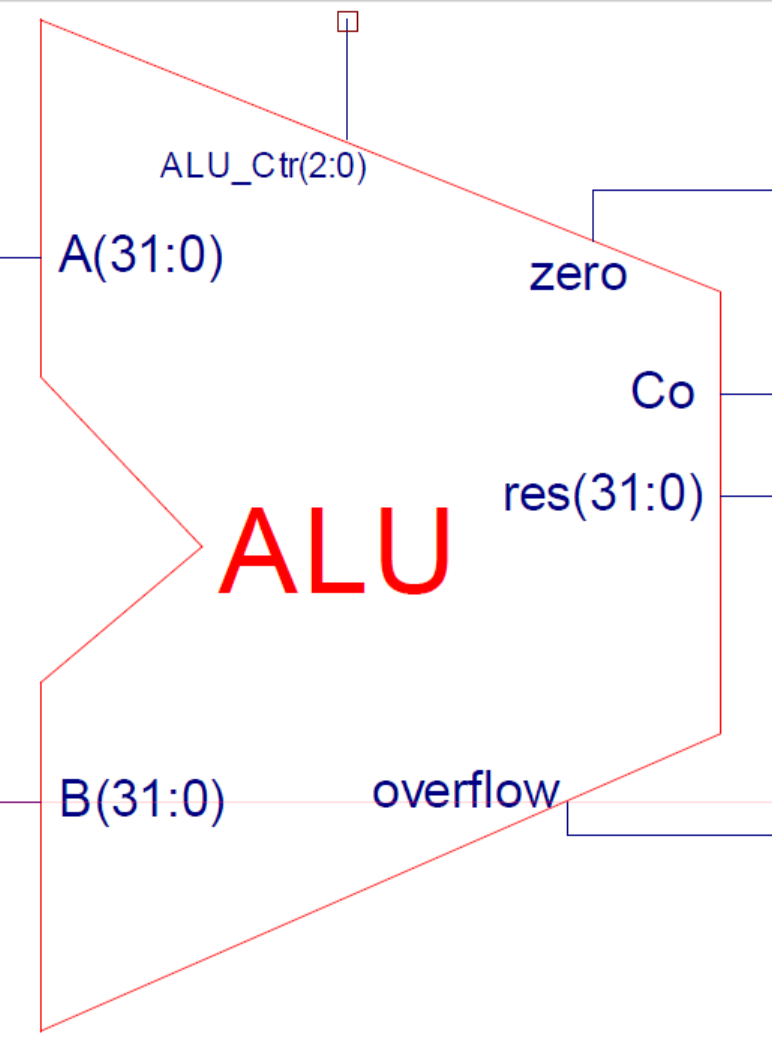 ALU_Ctr(2:0)
A(31:0)
zero
Co
res(31:0)
ALU
B(31:0)
overflow